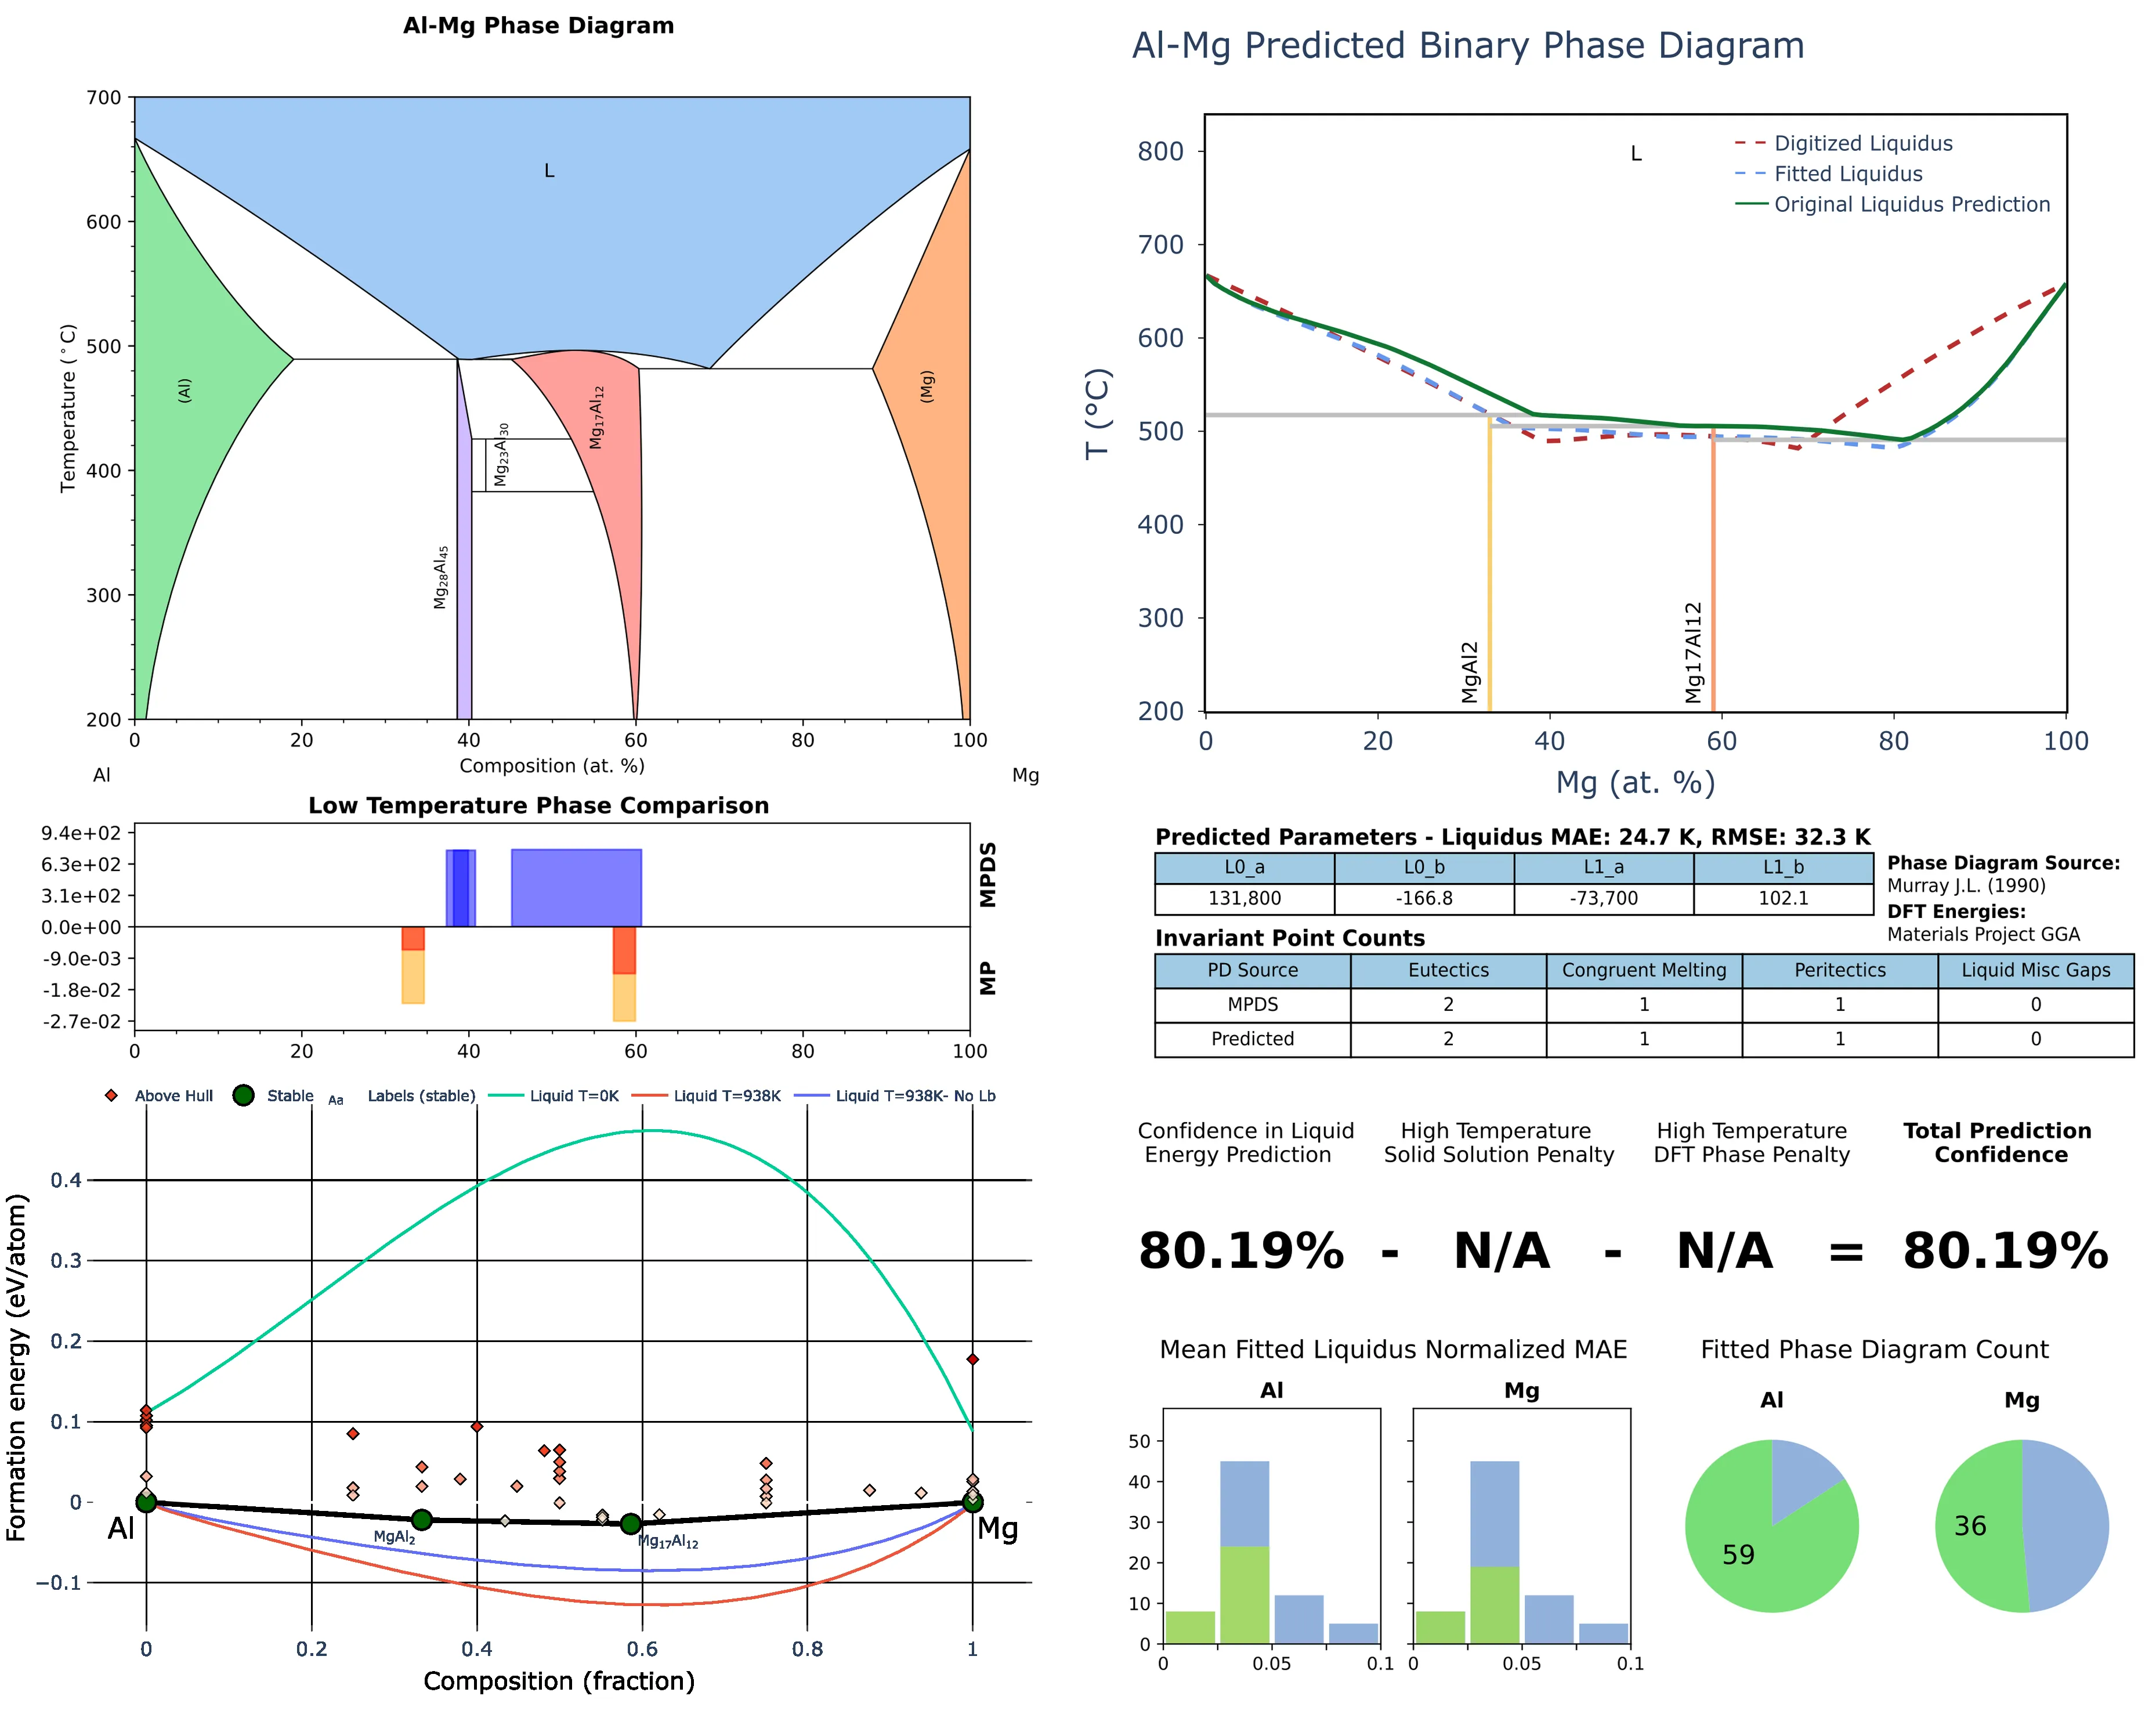 Al-Mg Phase Diagram
700
600
500
400
300
200
Temperature (°C)
L
(Al)
(Mg)
Mg28Al45
Mg23Al30
Mg17Al12
0 20 40 60 80 100
Al Composition (at. %) Mg
Low Temperature Phase Comparison
9.4e+02
6.3e+02
3.1e+02
0.0e+00
-9.0e-03
-1.8e-02
-2.7e-02
MPDS
MP
0 20 40 60 80 100
Above Hull Stable Aa Labels (stable) Liquid T=0K Liquid T=938K Liquid T=938K- No Lb
0.4
0.3
0.2
0.1
0
−0.1
Formation energy (eV/atom)
Al
MgAl2
Mg17Al12
Mg
0 0.2 0.4 0.6 0.8 1
Composition (fraction)
Al-Mg Predicted Binary Phase Diagram
800
700
600
500
400
300
200
T (°C)
L
Digitized Liquidus
Fitted Liquidus
Original Liquidus Prediction
MgAl2
Mg17Al12
0 20 40 60 80 100
Mg (at. %)
Predicted Parameters - Liquidus MAE: 24.7 K, RMSE: 32.3 K
L0_a L0_b L1_a L1_b
131,800 -166.8 -73,700 102.1
Phase Diagram Source:
Murray J.L. (1990)
DFT Energies:
Materials Project GGA
Invariant Point Counts
PD Source Eutectics Congruent Melting Peritectics Liquid Misc Gaps
MPDS 2 1 1 0
Predicted 2 1 1 0
Confidence in Liquid
Energy Prediction
High Temperature
Solid Solution Penalty
High Temperature
DFT Phase Penalty
Total Prediction
Confidence
80.19% - N/A - N/A = 80.19%
Mean Fitted Liquidus Normalized MAE
Al
Mg
50
40
30
20
10
0
0 0.05 0.1
0 0.05 0.1
Fitted Phase Diagram Count
Al
Mg
59
36